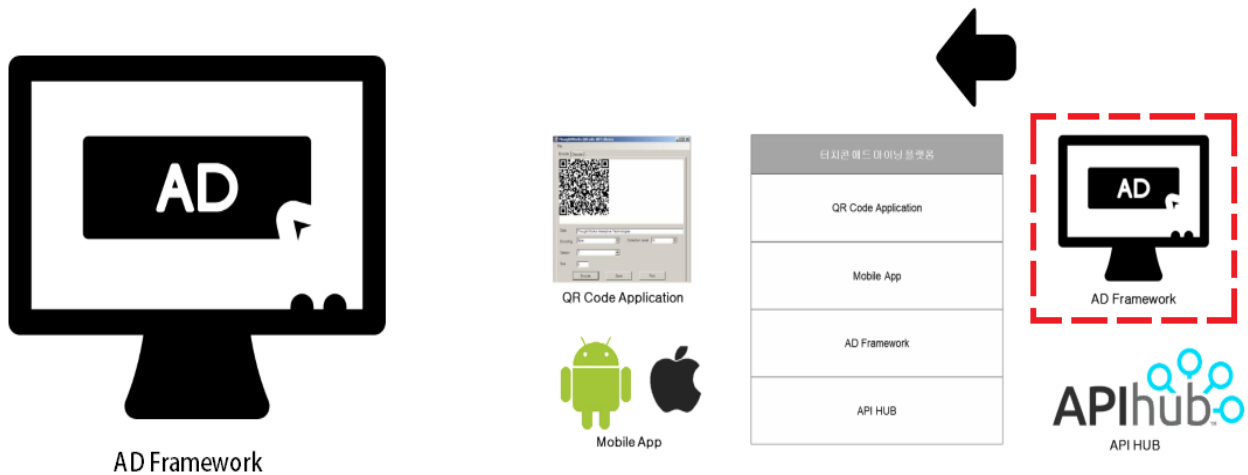 AD
AD Framework
QR Code Application
Mobile App
터치콘 애드 마이닝 플랫폼
QR Code Application
Mobile App
AD Framework
API HUB
AD
AD Framework
APIhub
API HUB